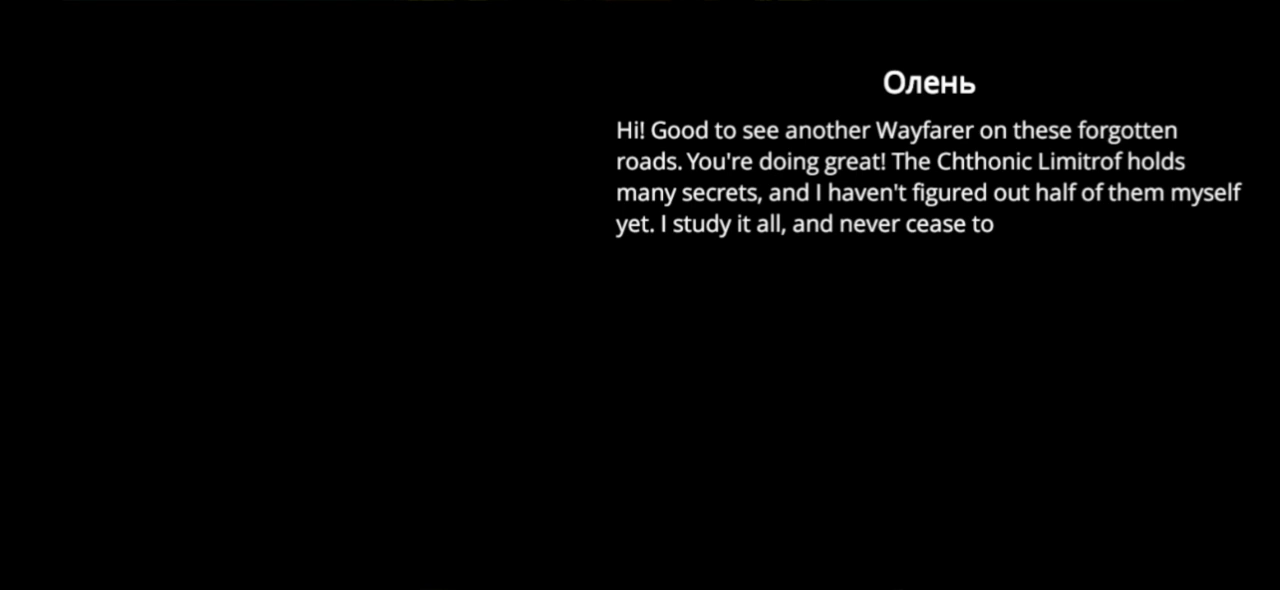 Олень
Hi! Good to see another Wayfarer on these forgotten
roads. You're doing great! The Chthonic Limitrof holds
many secrets, and I haven't figured out half of them myself
yet. I study it all, and never cease to